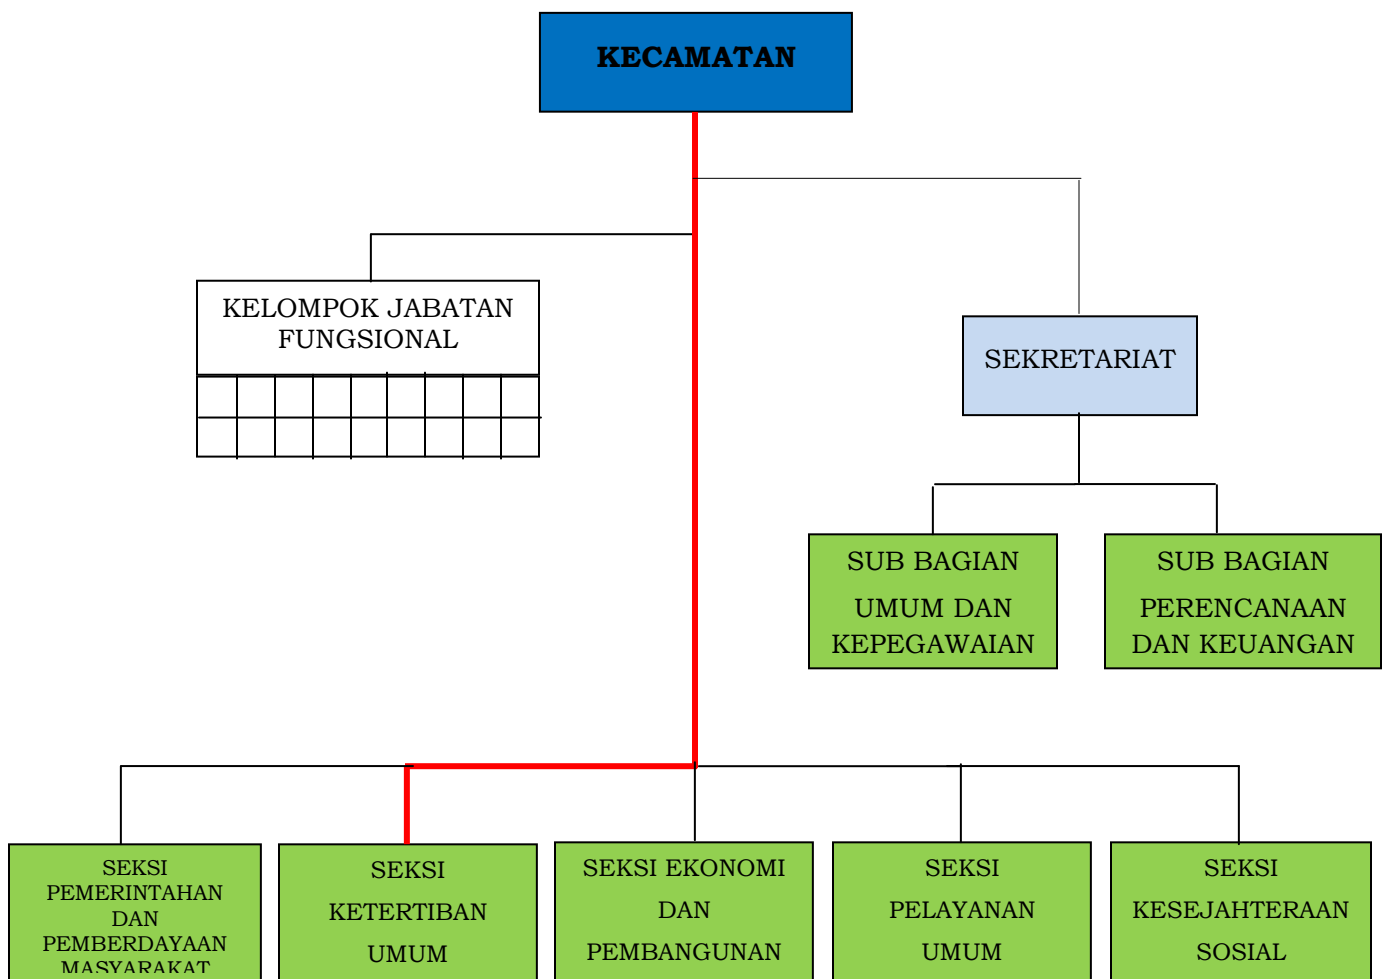 KECAMATAN
KELOMPOK JABATAN
FUNGSIONAL
SEKRETARIAT
SUB BAGIAN
UMUM DAN
KEPEGAWAIAN
SUB BAGIAN
PERENCANAAN
DAN KEUANGAN
SEKSI
PEMERINTAHAN
DAN
PEMBERDAYAAN
MASYARAKAT
SEKSI
KETERTIBAN
UMUM
SEKSI EKONOMI
DAN
PEMBANGUNAN
SEKSI
PELAYANAN
UMUM
SEKSI
KESEJAHTERAAN
SOSIAL